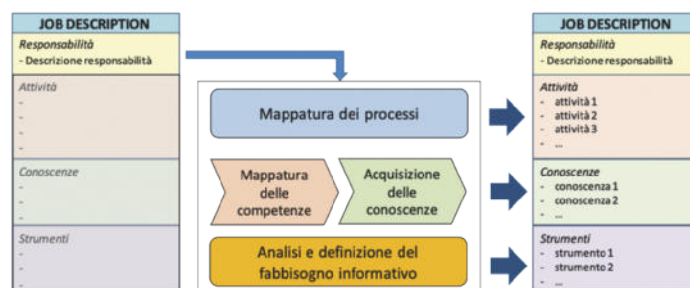 JOB DESCRIPTION
Responsabilità
- Descrizione responsabilità
Attività
-
-
-
-
Conoscenze
-
-
-
Strumenti
-
-
-
Mappatura dei processi
Mappatura
delle
competenze
Acquisizione
delle
conoscenze
Analisi e definizione del
fabbisogno informativo
JOB DESCRIPTION
Responsabilità
- Descrizione responsabilità
Attività
- attività 1
- attività 2
- attività 3
- ...
Conoscenze
- conoscenza 1
- conoscenza 2
- ...
Strumenti
- strumento 1
- strumento 2
- ...